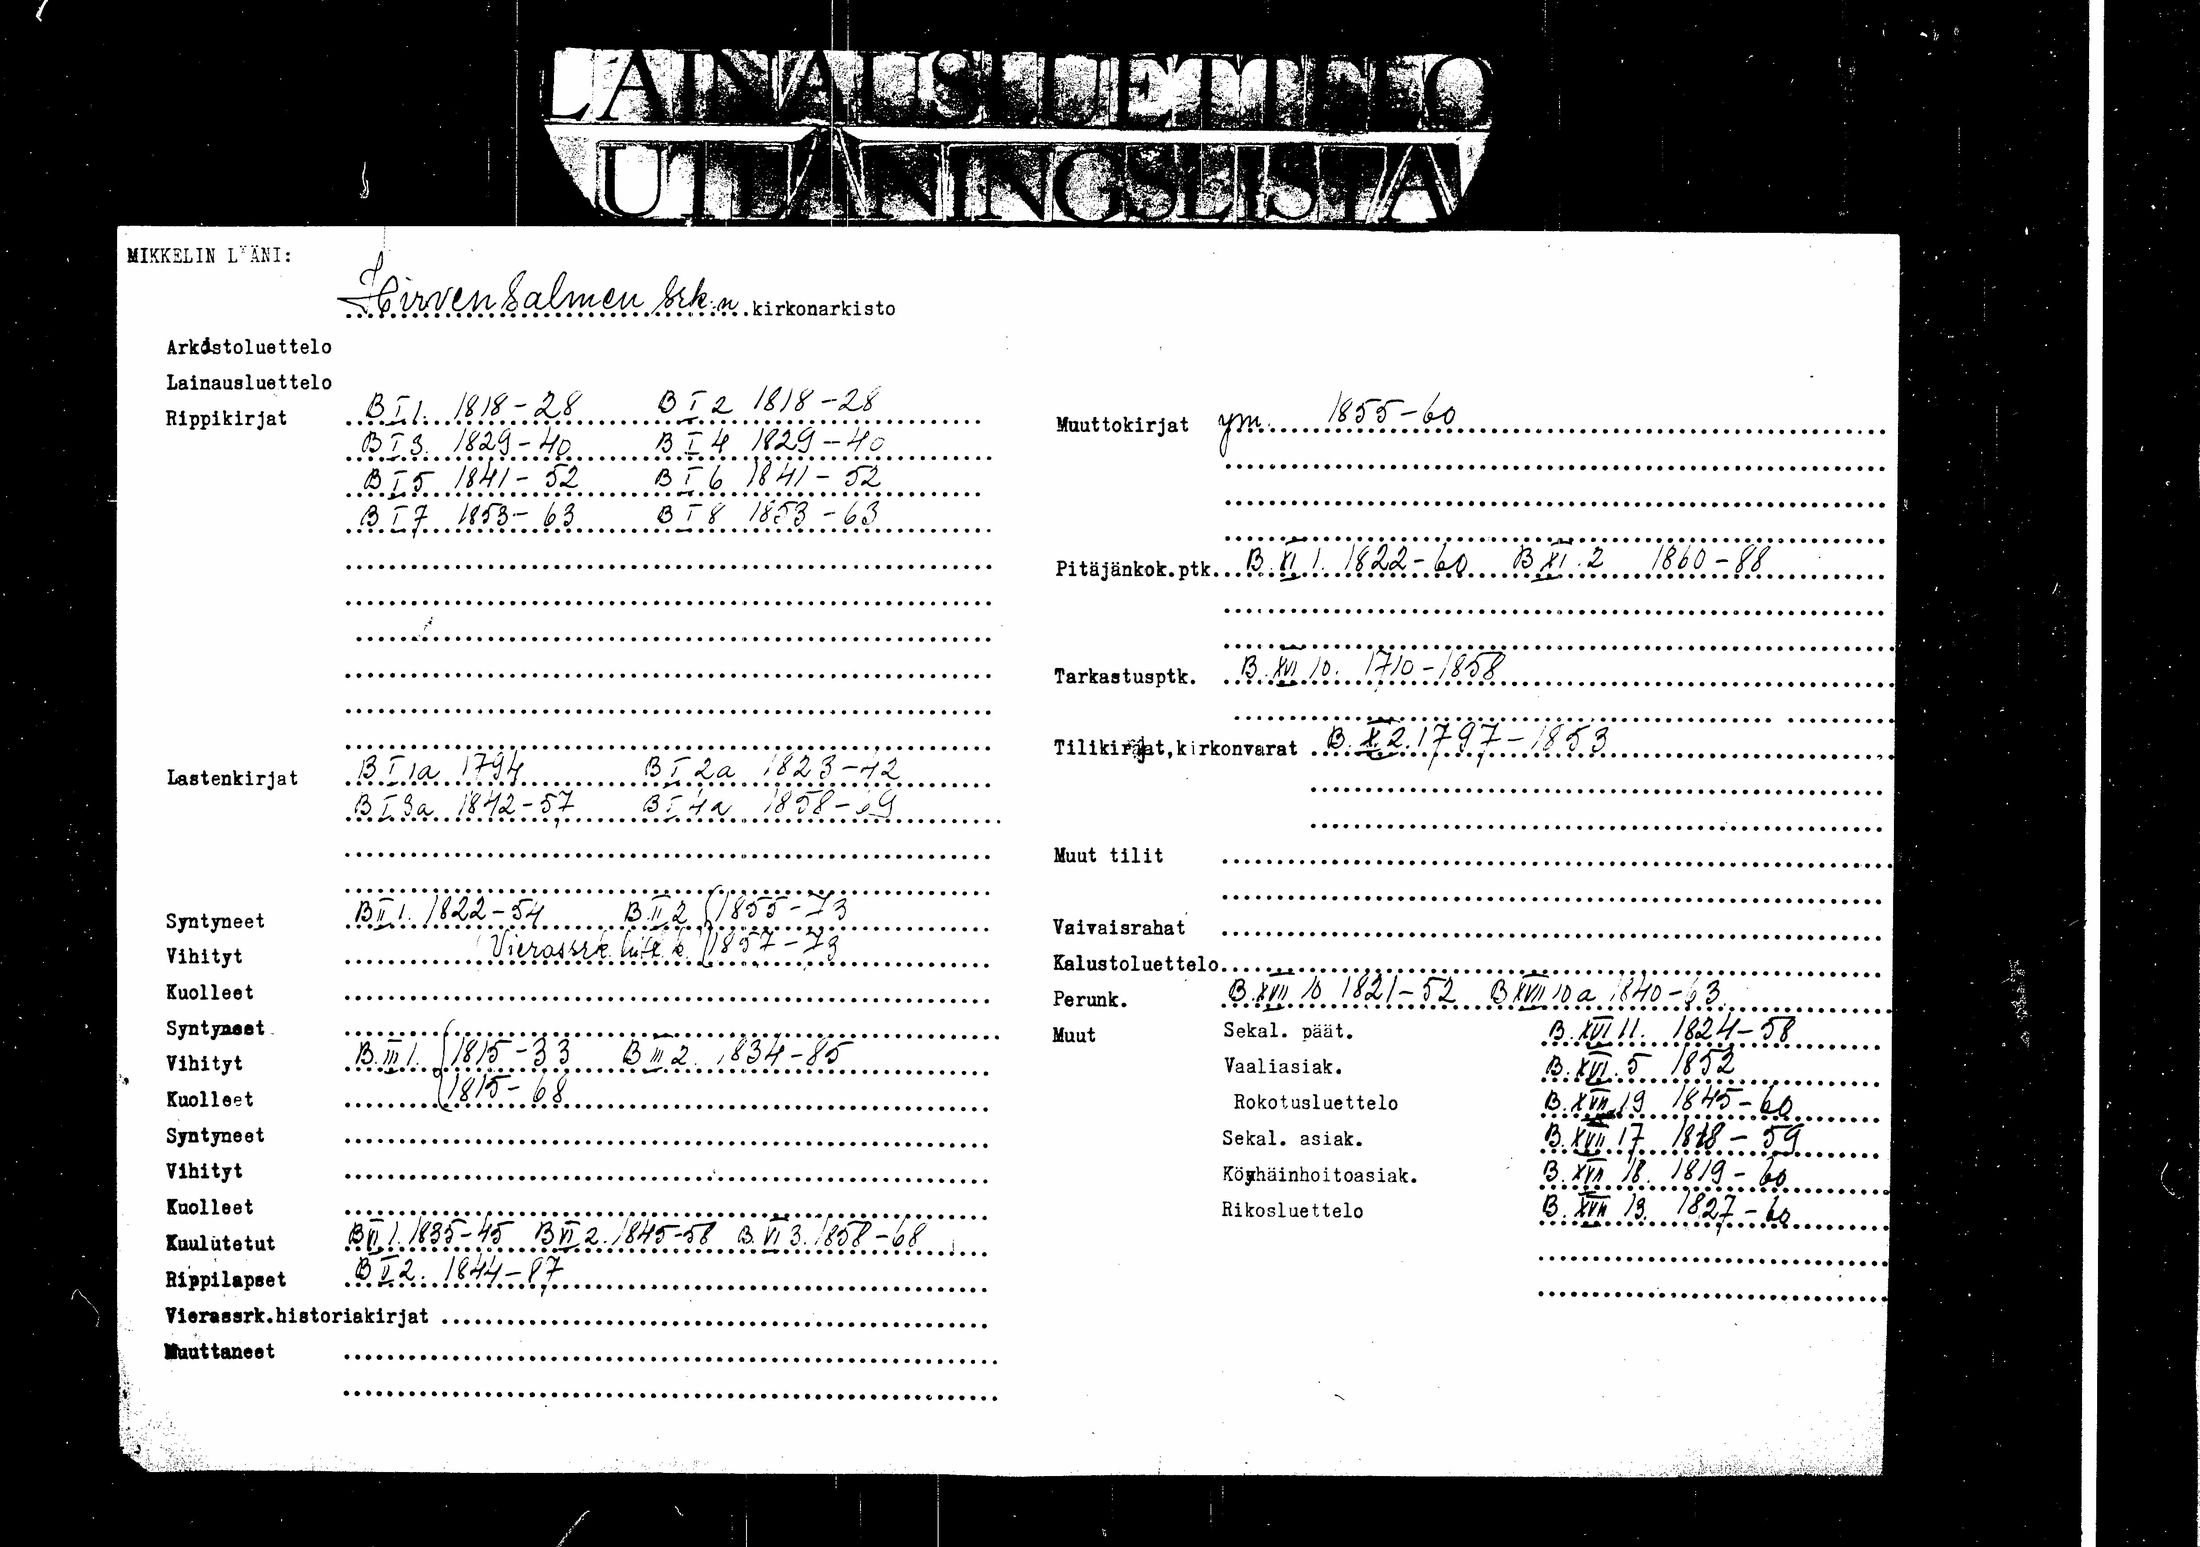 LAINAUSLUETTELO
UTLÅNINGSLISTA
MIKKELIN LÄÄNI:
Hirvensalmen srk:n kirkonarkisto
Arkistoluettelo
Lainausluettelo
Rippikirjat B I 1. 1818-28 B I 2 1818-28
B I 3. 1829-40 B I 4 1829-40
B I 5 1841-52 B I 6 1841-52
B I 7 1853-63 B I 8 1853-63
Lastenkirjat B I 1a 1794 B I 2a 1823-42
B I 3a 1842-57 B I 4a 1858-69
Syntyneet B II 1. 1822-54 B II 2 1855-73
Vihityt Vierassrk. hist.k. 1857-73
Kuolleet
Syntyneet
Vihityt B. III 1. 1815-33 B III 2. 1834-85
Kuolleet 1815-68
Syntyneet
Vihityt
Kuolleet
Kuulutetut B VI 1. 1835-45 B VI 2. 1845-58 B. VI 3. 1858-68
Rippilapset B II 2. 1844-87
Vierassrk.historiakirjat
Muuttaneet
Muuttokirjat ym. 1855-60
Pitäjänkok.ptk. B. XI 1. 1822-60 B XI. 2 1860-88
Tarkastusptk. B. XVI 10. 1710-1858
Tilikirjat,kirkonvarat B. X 2. 1797-1853
Muut tilit
Vaivaisrahat
Kalustoluettelo
Perunk. B. XVII 10 1821-52 B XVII 10a 1840-63
Muut Sekal. päät. B. XVI 11. 1824-58
Vaaliasiak. B. XVI. 5 1852
Rokotusluettelo B. XVII 19 1845-60
Sekal. asiak. B. XVII 17 1818-59
Köyhäinhoitoasiak. B. XVII 18. 1819-60
Rikosluettelo B. XVII 13. 1827-60